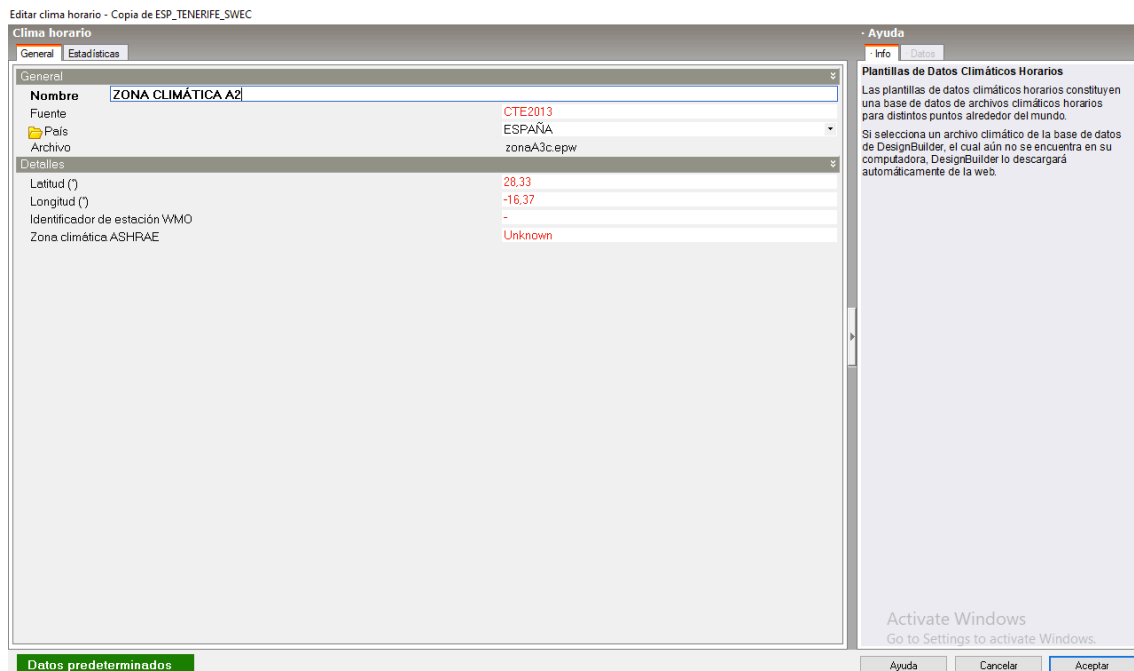 Editar clima horario - Copia de ESP_TENERIFE_SWEC
Clima horario
General Estadísticas
General
Nombre ZONA CLIMÁTICA A2
Fuente CTE2013
País ESPAÑA
Archivo zonaA3c.epw
Detalles
Latitud (°) 28,33
Longitud (°) -16,37
Identificador de estación WMO -
Zona climática ASHRAE Unknown
Datos predeterminados
· Ayuda
· Info · Datos
Plantillas de Datos Climáticos Horarios
Las plantillas de datos climáticos horarios constituyen
una base de datos de archivos climáticos horarios
para distintos puntos alrededor del mundo.
Si selecciona un archivo climático de la base de datos
de DesignBuilder, el cual aún no se encuentra en su
computadora, DesignBuilder lo descargará
automáticamente de la web.
Activate Windows
Go to Settings to activate Windows.
Ayuda Cancelar Aceptar